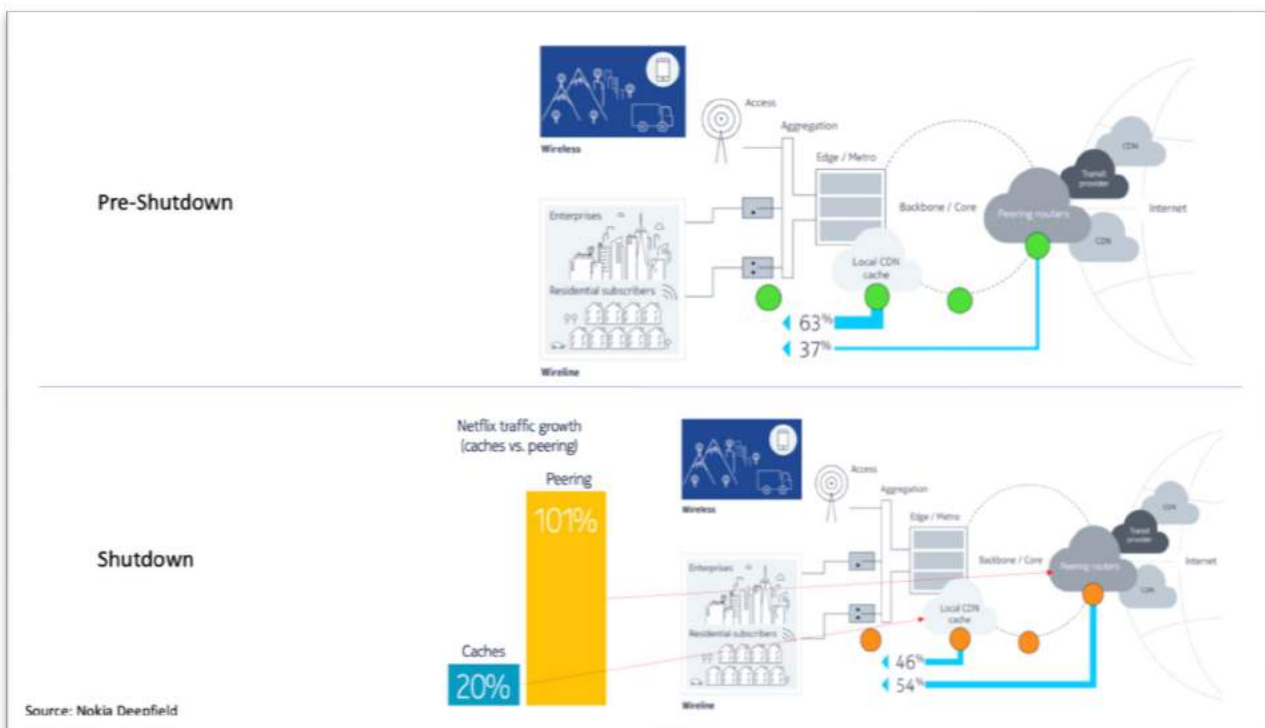 Pre-Shutdown
Wireless
Access
Aggregation
Edge / Metro
Enterprises
Residential subscribers
Wireline
Backbone / Core
Local CDN
cache
Peering routers
Transit
provider
CDN
CDN
Internet
63%
37%
Shutdown
Netflix traffic growth
(caches vs. peering)
Peering
101%
Caches
20%
Wireless
Access
Aggregation
Edge / Metro
Enterprises
Residential subscribers
Wireline
Backbone / Core
Local CDN
cache
Peering routers
Transit
provider
CDN
CDN
Internet
46%
54%
Source: Nokia Deepfield